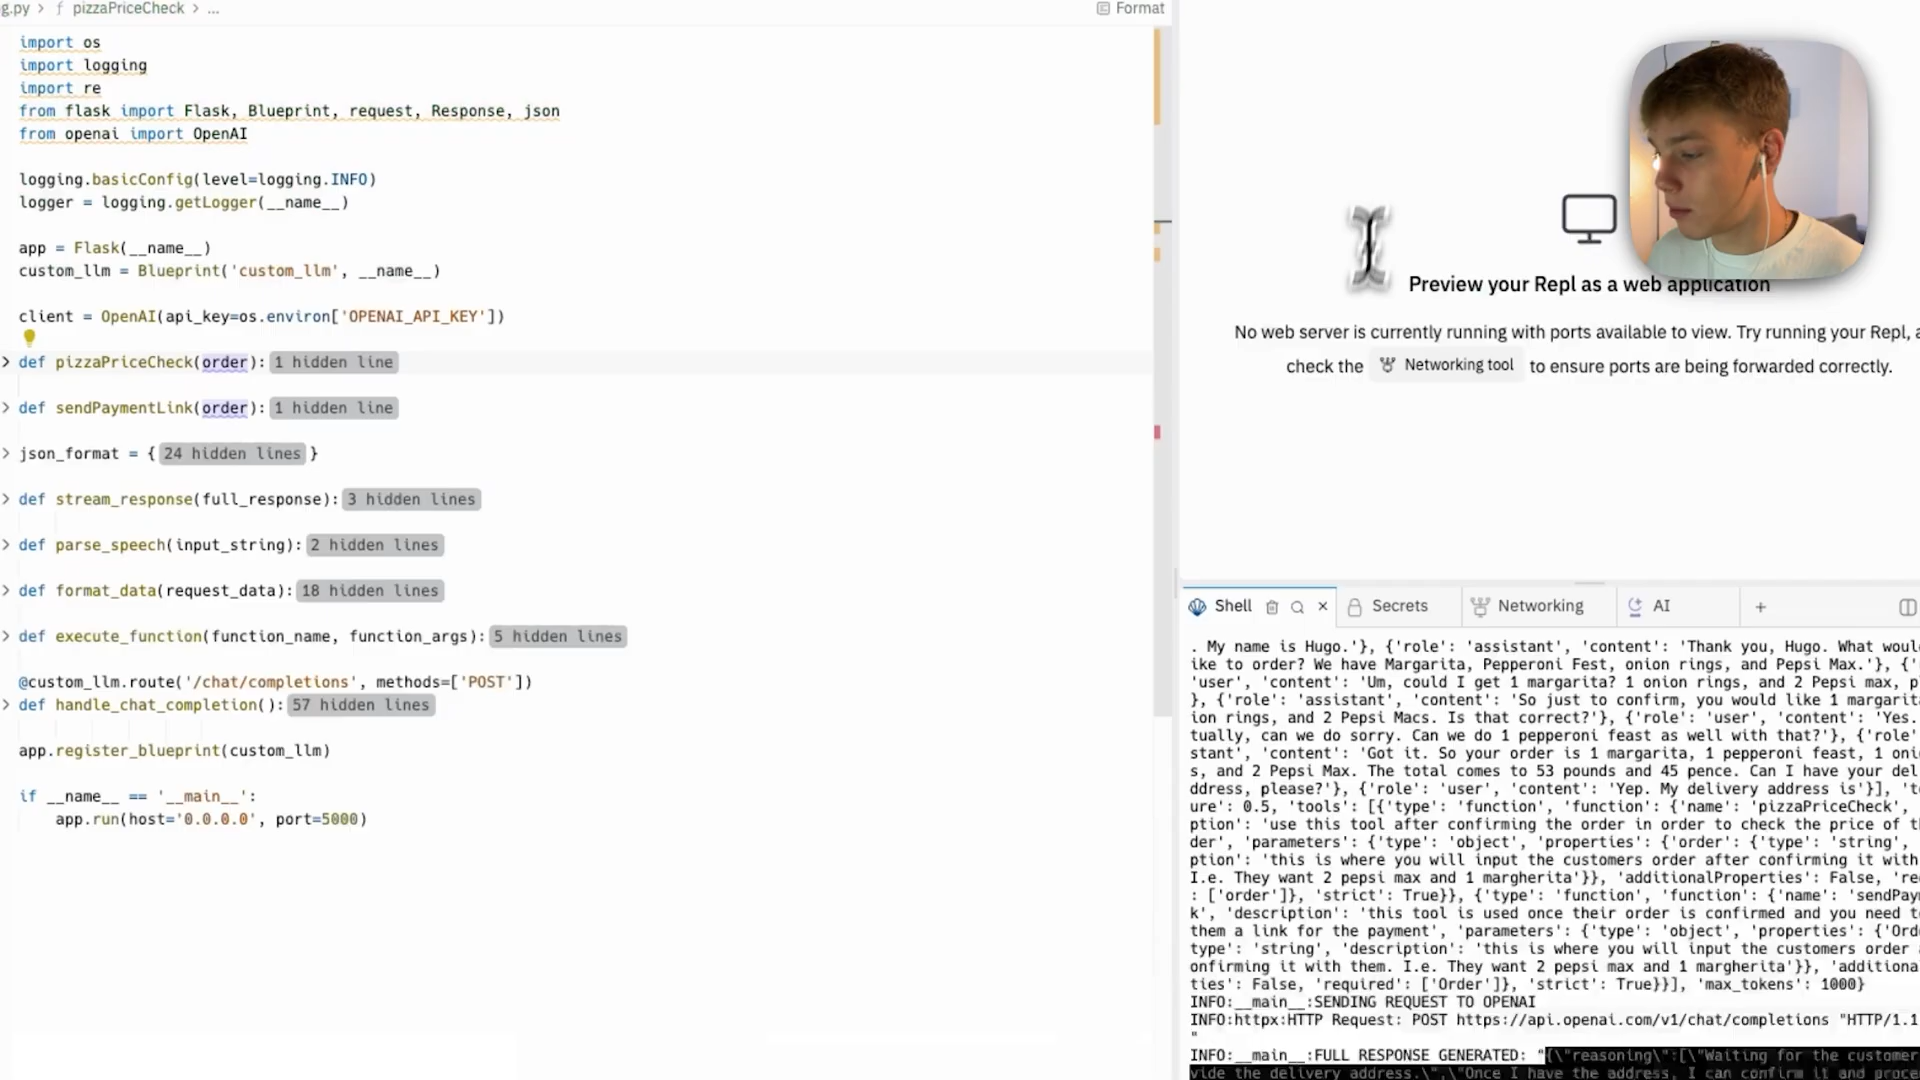 g.py > ƒ pizzaPriceCheck > ...
Format
import os
import logging
import re
from flask import Flask, Blueprint, request, Response, json
from openai import OpenAI
logging.basicConfig(level=logging.INFO)
logger = logging.getLogger(__name__)
app = Flask(__name__)
custom_llm = Blueprint('custom_llm', __name__)
client = OpenAI(api_key=os.environ['OPENAI_API_KEY'])
> def pizzaPriceCheck(order): 1 hidden line
> def sendPaymentLink(order): 1 hidden line
> json_format = { 24 hidden lines }
> def stream_response(full_response): 3 hidden lines
> def parse_speech(input_string): 2 hidden lines
> def format_data(request_data): 18 hidden lines
> def execute_function(function_name, function_args): 5 hidden lines
@custom_llm.route('/chat/completions', methods=['POST'])
> def handle_chat_completion(): 57 hidden lines
app.register_blueprint(custom_llm)
if __name__ == '__main__':
app.run(host='0.0.0.0', port=5000)
Preview your Repl as a web application
No web server is currently running with ports available to view. Try running your Repl, a
check the Networking tool to ensure ports are being forwarded correctly.
Shell × Secrets Networking AI +
. My name is Hugo.'}, {'role': 'assistant', 'content': 'Thank you, Hugo. What woul
ike to order? We have Margarita, Pepperoni Fest, onion rings, and Pepsi Max.'}, {'
'user', 'content': 'Um, could I get 1 margarita? 1 onion rings, and 2 Pepsi max, p
}, {'role': 'assistant', 'content': 'So just to confirm, you would like 1 margarit
ion rings, and 2 Pepsi Macs. Is that correct?'}, {'role': 'user', 'content': 'Yes.
tually, can we do sorry. Can we do 1 pepperoni feast as well with that?'}, {'role'
stant', 'content': 'Got it. So your order is 1 margarita, 1 pepperoni feast, 1 oni
s, and 2 Pepsi Max. The total comes to 53 pounds and 45 pence. Can I have your del
ddress, please?'}, {'role': 'user', 'content': 'Yep. My delivery address is'}], 't
ure': 0.5, 'tools': [{'type': 'function', 'function': {'name': 'pizzaPriceCheck',
ption': 'use this tool after confirming the order in order to check the price of t
der', 'parameters': {'type': 'object', 'properties': {'order': {'type': 'string',
ption': 'this is where you will input the customers order after confirming it with
I.e. They want 2 pepsi max and 1 margherita'}}, 'additionalProperties': False, 're
: ['order']}, 'strict': True}}, {'type': 'function', 'function': {'name': 'sendPay
k', 'description': 'this tool is used once their order is confirmed and you need t
them a link for the payment', 'parameters': {'type': 'object', 'properties': {'Ord
type': 'string', 'description': 'this is where you will input the customers order
onfirming it with them. I.e. They want 2 pepsi max and 1 margherita'}}, 'additiona
ties': False, 'required': ['Order']}, 'strict': True}}], 'max_tokens': 1000}
INFO:__main__:SENDING REQUEST TO OPENAI
INFO:httpx:HTTP Request: POST https://api.openai.com/v1/chat/completions "HTTP/1.1
"
INFO:__main__:FULL RESPONSE GENERATED: "{\"reasoning\":[\"Waiting for the customer
vide the delivery address.\",\"Once I have the address, I can confirm it and proce